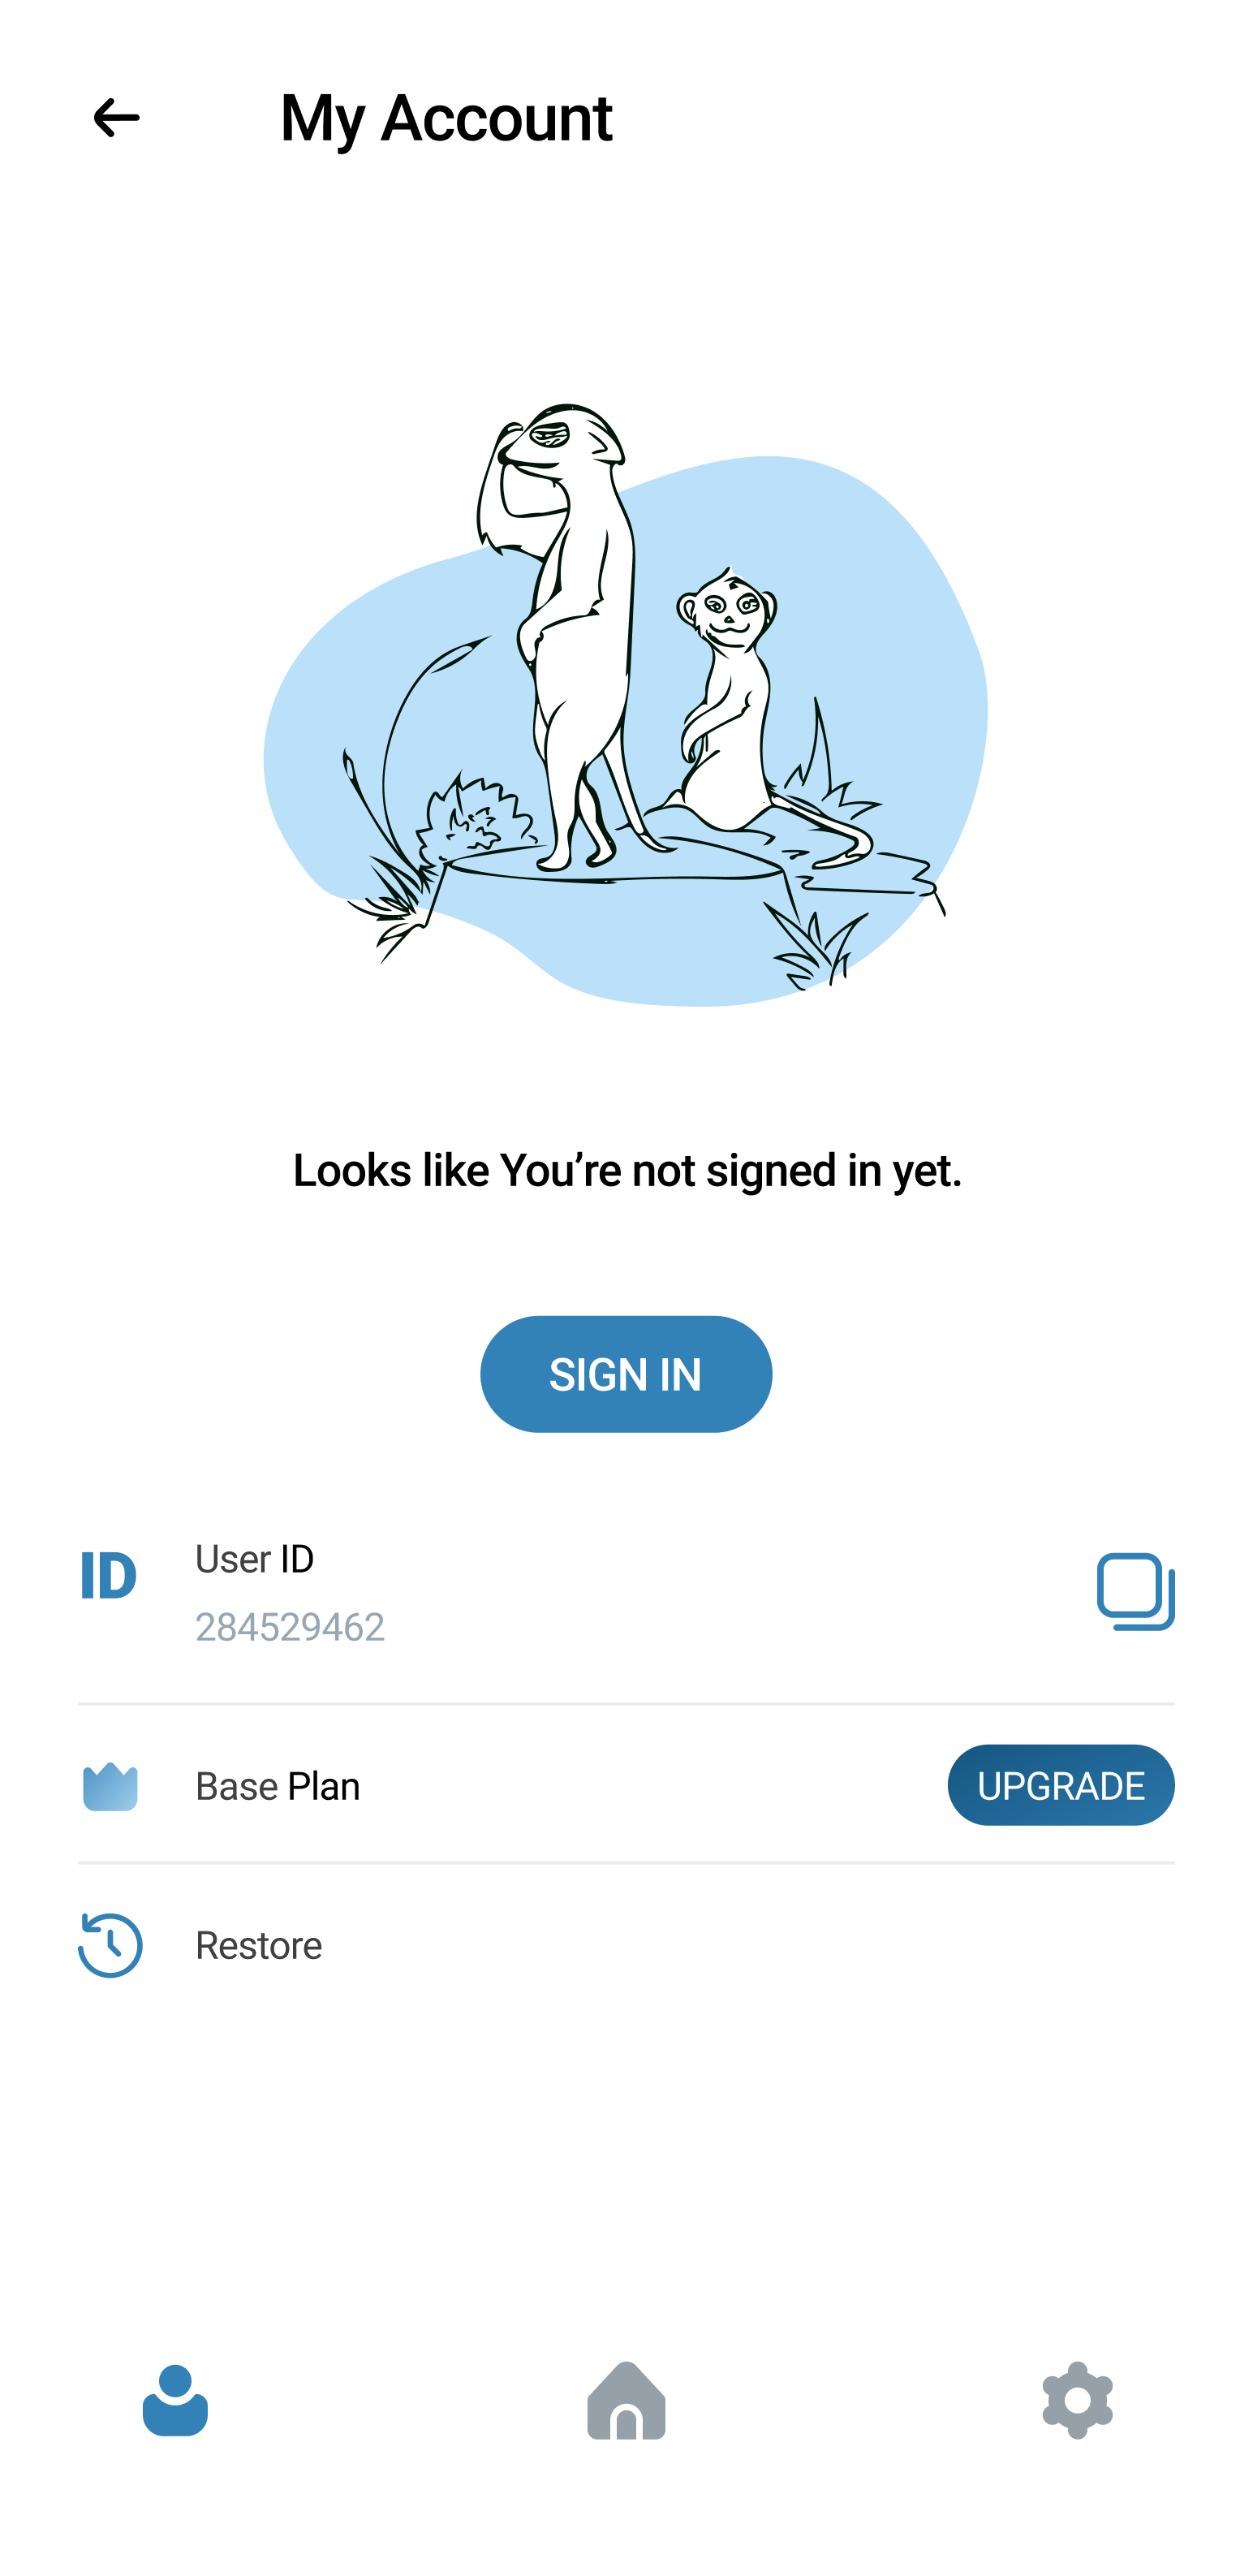 My Account
Looks like You’re not signed in yet.
SIGN IN
ID
User ID
284529462
Base Plan
UPGRADE
Restore